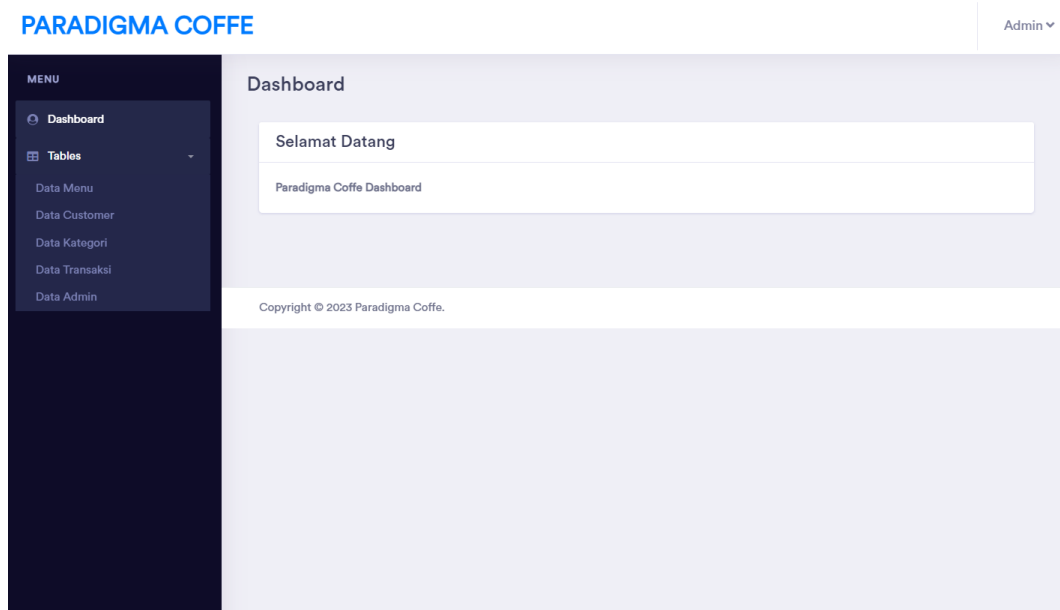 PARADIGMA COFFE
Admin
MENU
Dashboard
Tables
Data Menu
Data Customer
Data Kategori
Data Transaksi
Data Admin
Dashboard
Selamat Datang
Paradigma Coffe Dashboard
Copyright © 2023 Paradigma Coffe.